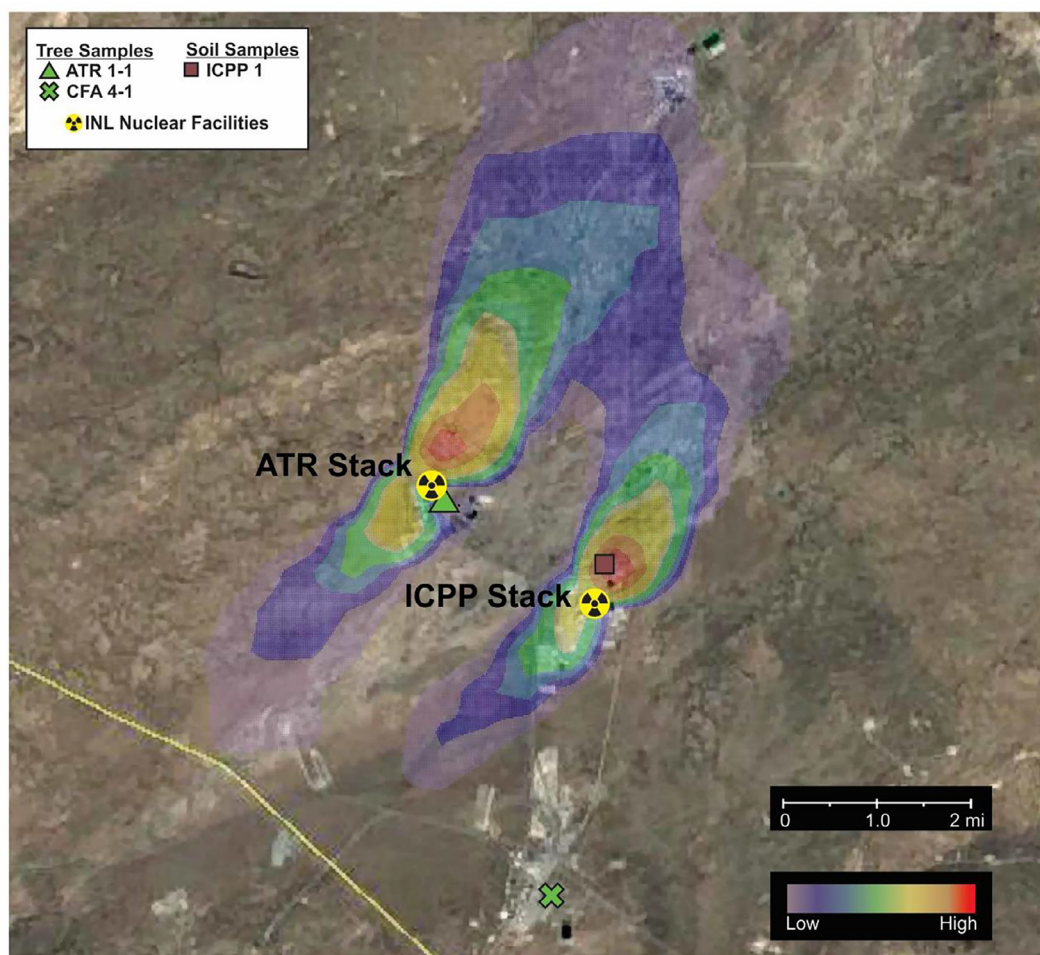 Tree Samples
ATR 1-1
CFA 4-1
Soil Samples
ICPP 1
INL Nuclear Facilities
ATR Stack
ICPP Stack
0 1.0 2 mi
Low High